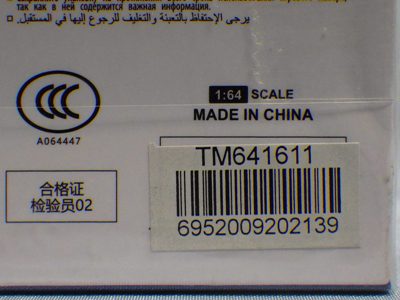 так как в ней содержится важная информация.
يرجى الإحتفاظ بالتعبئة والتغليف للرجوع إليها في المستقبل.
CCC
A064447
1:64 SCALE
MADE IN CHINA
TM641611
6952009202139
合格证
检验员02